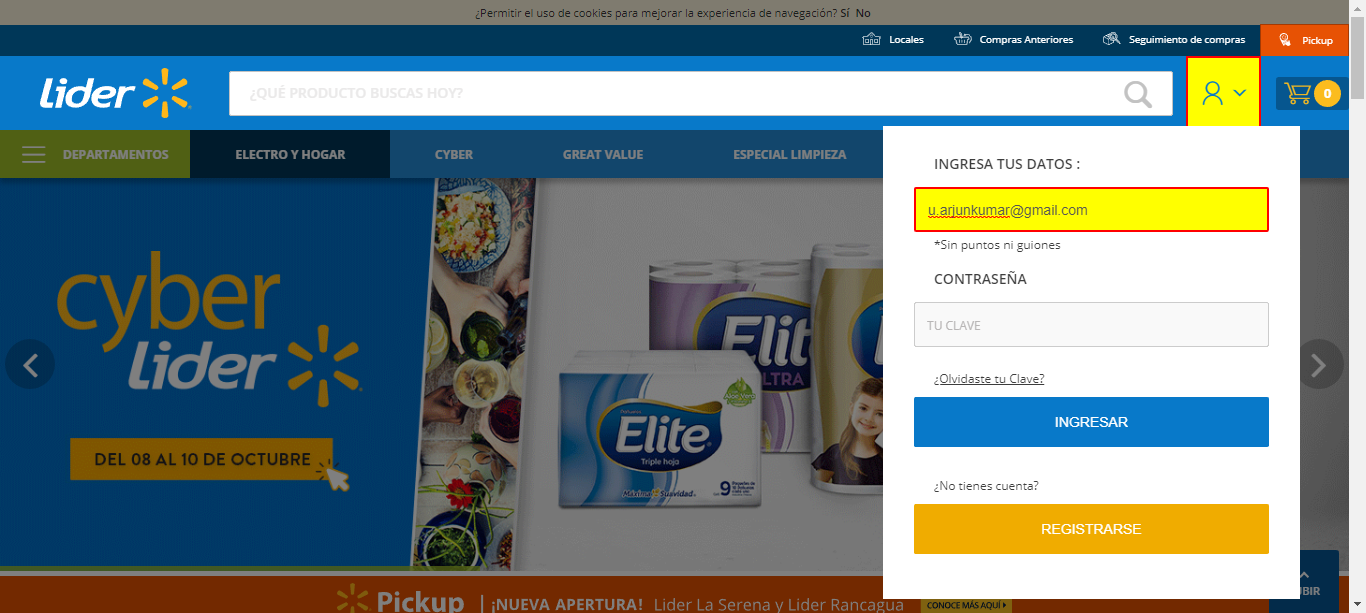 ¿Permitir el uso de cookies para mejorar la experiencia de navegación? Sí No
Locales Compras Anteriores Seguimiento de compras Pickup
Lider ¿QUÉ PRODUCTO BUSCAS HOY? 0
DEPARTAMENTOS ELECTRO Y HOGAR CYBER GREAT VALUE ESPECIAL LIMPIEZA
INGRESA TUS DATOS :
u.arjunkumar@gmail.com
*Sin puntos ni guiones
CONTRASEÑA
TU CLAVE
¿Olvidaste tu Clave?
INGRESAR
¿No tienes cuenta?
REGISTRARSE
cyber
lider
DEL 08 AL 10 DE OCTUBRE
Elite
ULTRA
Aloe Vera
Elite
Triple hoja
Máxima Suavidad. 9
Pickup | ¡NUEVA APERTURA! Lider La Serena y Lider Rancagua CONOCE MÁS AQUÍ